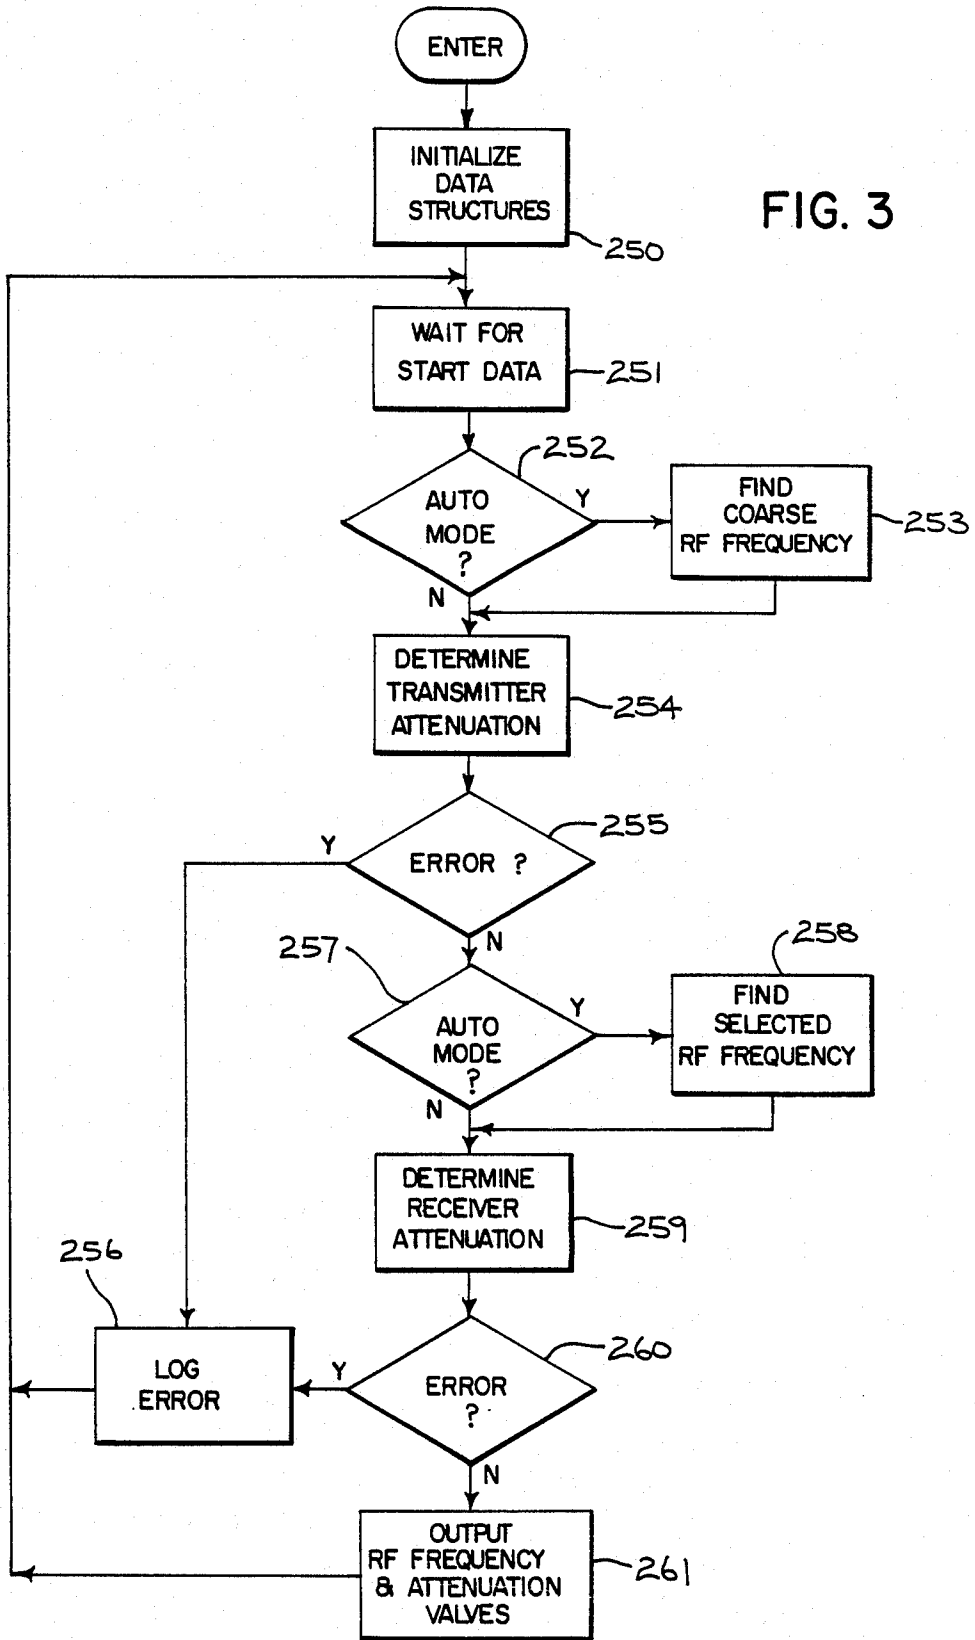 ENTER
INITIALIZE
DATA
STRUCTURES
250
FIG. 3
WAIT FOR
START DATA
251
252
AUTO
MODE
?
Y
N
FIND
COARSE
RF FREQUENCY
253
DETERMINE
TRANSMITTER
ATTENUATION
254
255
ERROR ?
Y
N
257
AUTO
MODE
?
Y
N
258
FIND
SELECTED
RF FREQUENCY
DETERMINE
RECEIVER
ATTENUATION
259
256
LOG
ERROR
260
ERROR
?
Y
N
OUTPUT
RF FREQUENCY
& ATTENUATION
VALVES
261